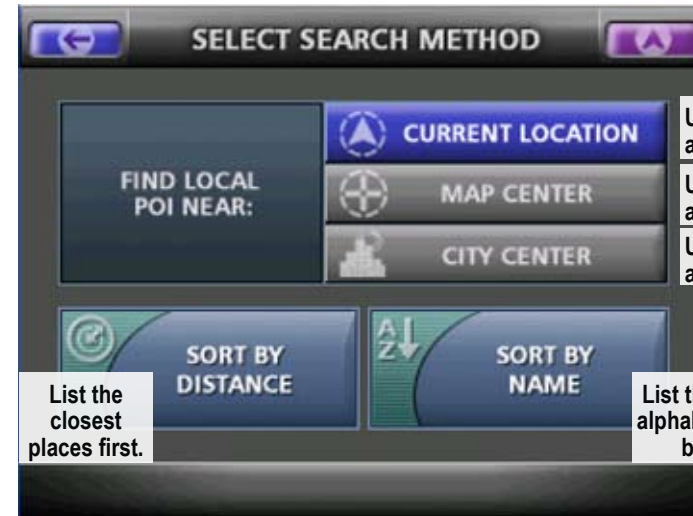 SELECT SEARCH METHOD
FIND LOCAL
POI NEAR:
CURRENT LOCATION
MAP CENTER
CITY CENTER
SORT BY
DISTANCE
A
Z
SORT BY
NAME
List the
closest
places first.
List